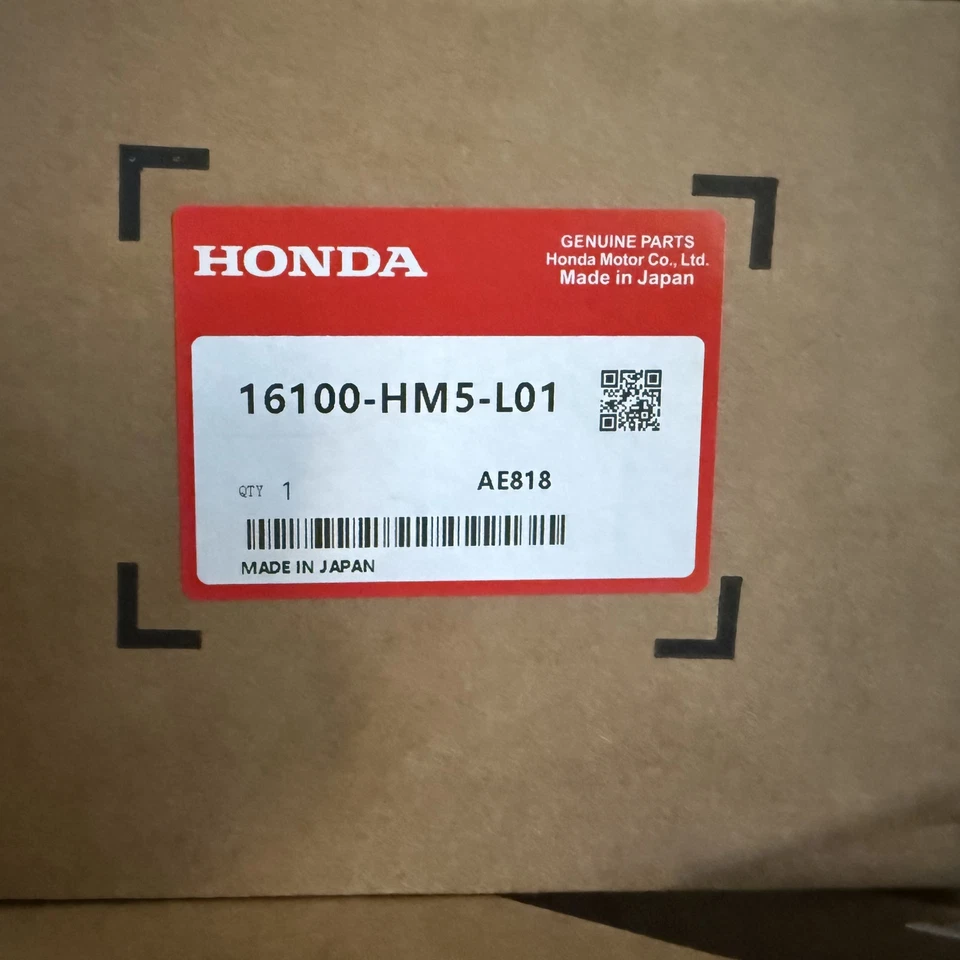 HONDA
GENUINE PARTS
Honda Motor Co., Ltd.
Made in Japan
16100-HM5-L01
QTY 1
AE818
MADE IN JAPAN